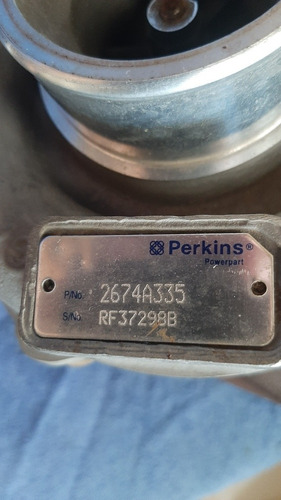 Perkins®
Powerpart
P/No. 2674A335
S/No. RF37298B